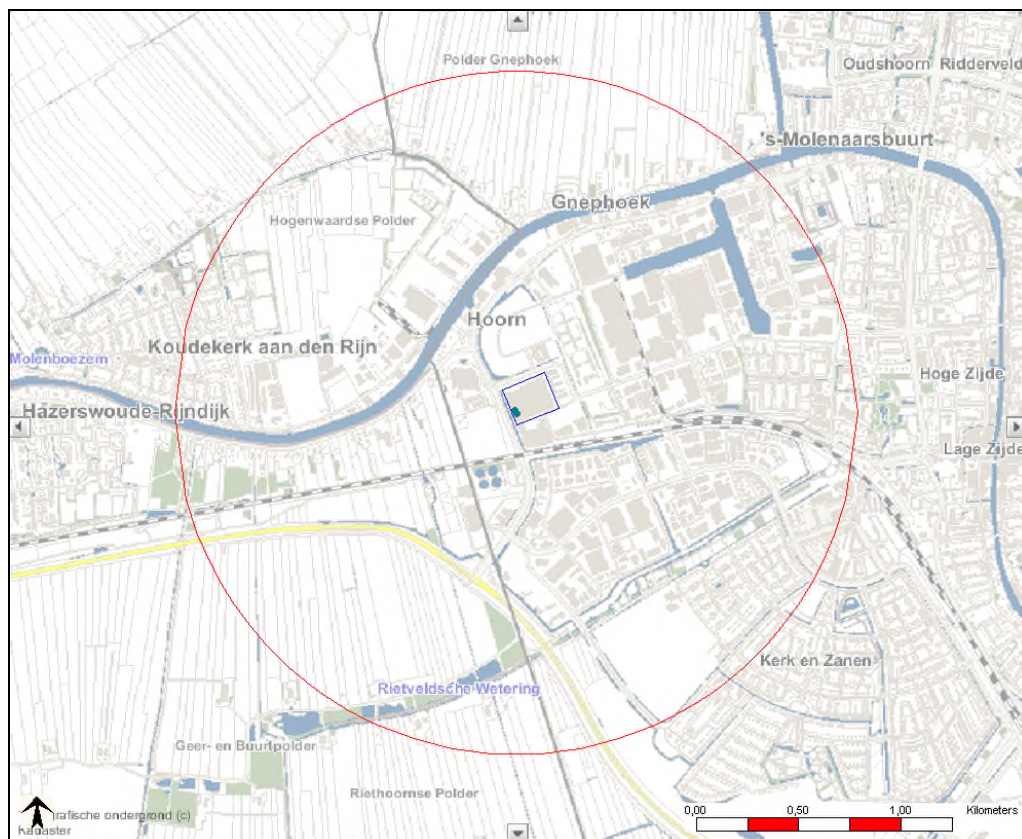 Polder Gnephoek
Oudshoorn Ridderveld
's-Molenaarsbuurt
Gnephoek
Hogenwaardse Polder
Hoorn
Koudekerk aan den Rijn
Molenboezem
Hoge Zijde
Hazerswoude-Rijndijk
Lage Zijde
Kerk en Zanen
Rietveldsche Wetering
Geer- en Buurtpolder
Riethoornse Polder
0,00 0,50 1,00 Kilometers
rafische ondergrond (c)
Kadaster